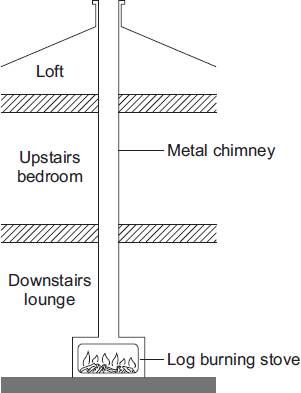 Loft
Upstairs
bedroom
Metal chimney
Downstairs
lounge
Log burning stove